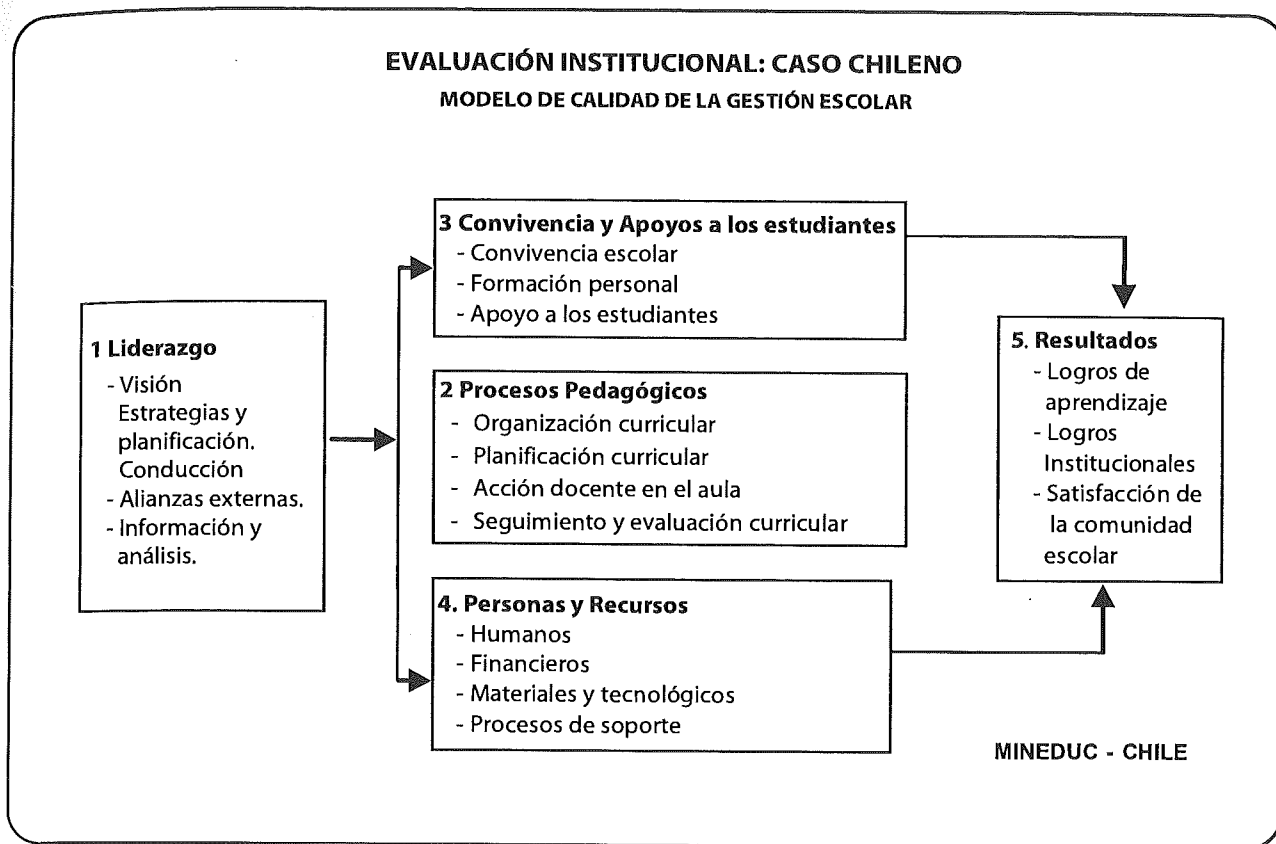 EVALUACIÓN INSTITUCIONAL: CASO CHILENO
MODELO DE CALIDAD DE LA GESTIÓN ESCOLAR
1 Liderazgo
- Visión
Estrategias y
planificación.
Conducción
- Alianzas externas.
- Información y
análisis.
3 Convivencia y Apoyos a los estudiantes
- Convivencia escolar
- Formación personal
- Apoyo a los estudiantes
2 Procesos Pedagógicos
- Organización curricular
- Planificación curricular
- Acción docente en el aula
- Seguimiento y evaluación curricular
4. Personas y Recursos
- Humanos
- Financieros
- Materiales y tecnológicos
- Procesos de soporte
5. Resultados
- Logros de
aprendizaje
- Logros
Institucionales
- Satisfacción de
la comunidad
escolar
MINEDUC - CHILE